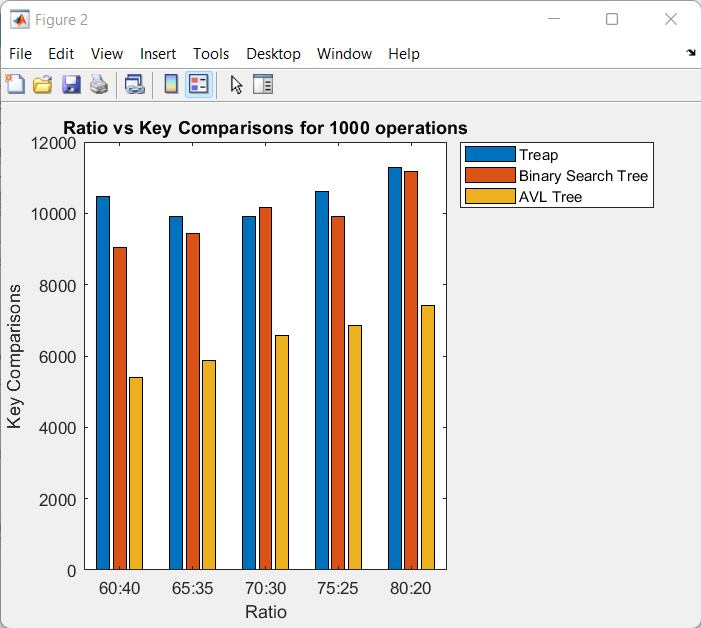 Figure 2
File Edit View Insert Tools Desktop Window Help
Ratio vs Key Comparisons for 1000 operations
12000
10000
8000
6000
4000
2000
0
Key Comparisons
60:40 65:35 70:30 75:25 80:20
Ratio
Treap
Binary Search Tree
AVL Tree